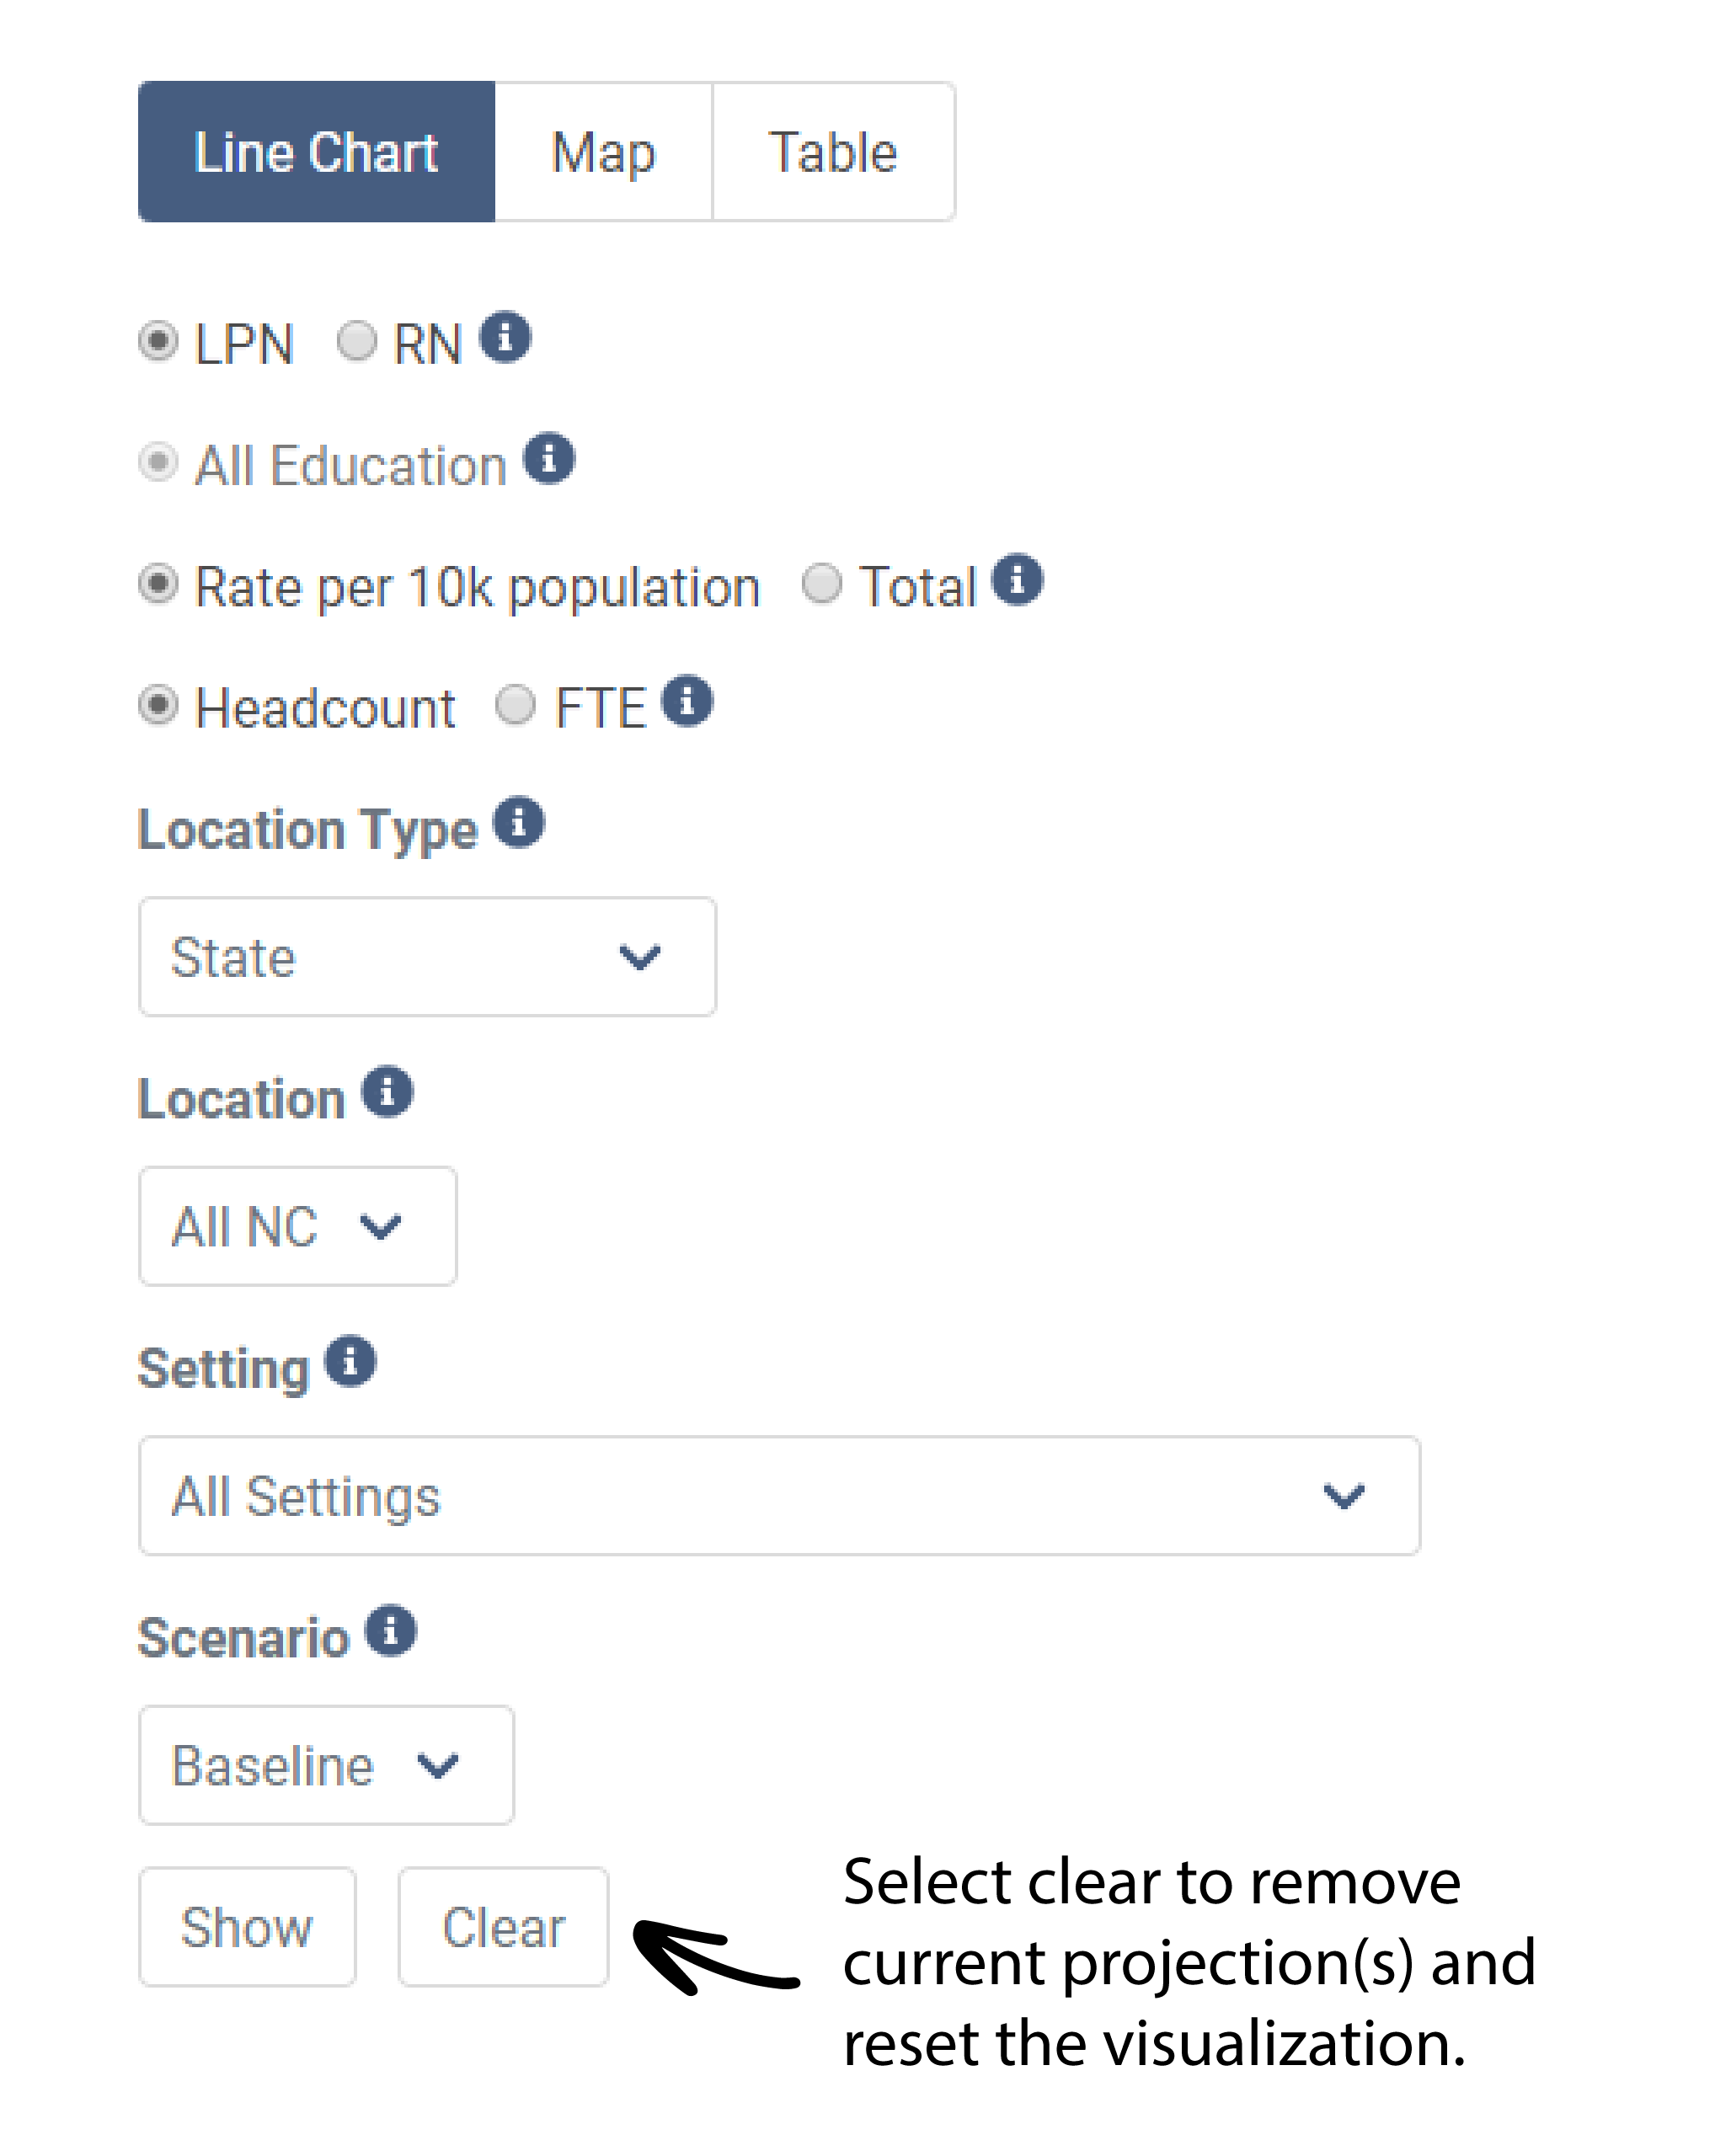 Line Chart Map Table
LPN RN
All Education
Rate per 10k population Total
Headcount FTE
Location Type
State
Location
All NC
Setting
All Settings
Scenario
Baseline
Show Clear
Select clear to remove
current projection(s) and
reset the visualization.